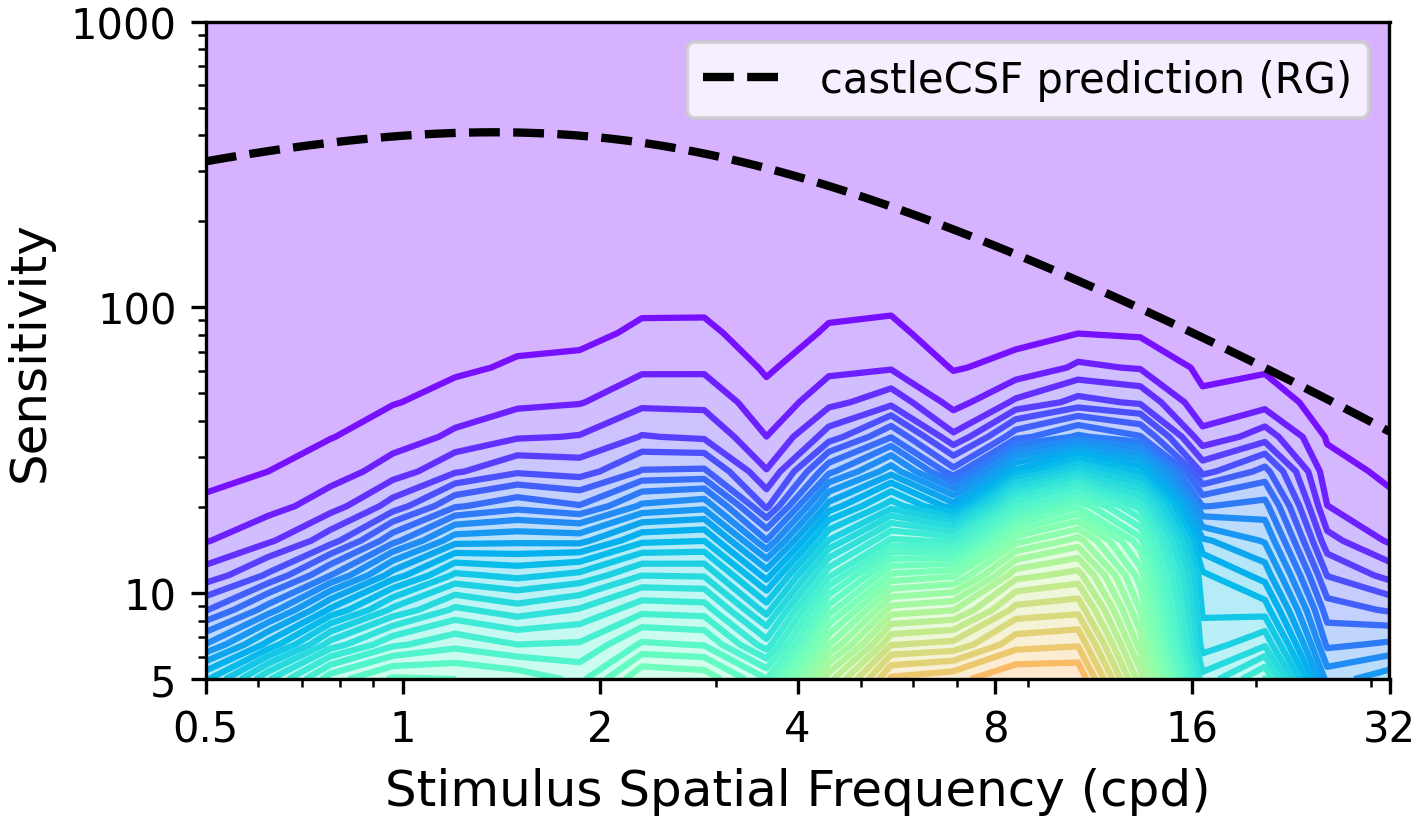 1000
castleCSF prediction (RG)
100
Sensitivity
10
5
0.5 1 2 4 8 16 32
Stimulus Spatial Frequency (cpd)